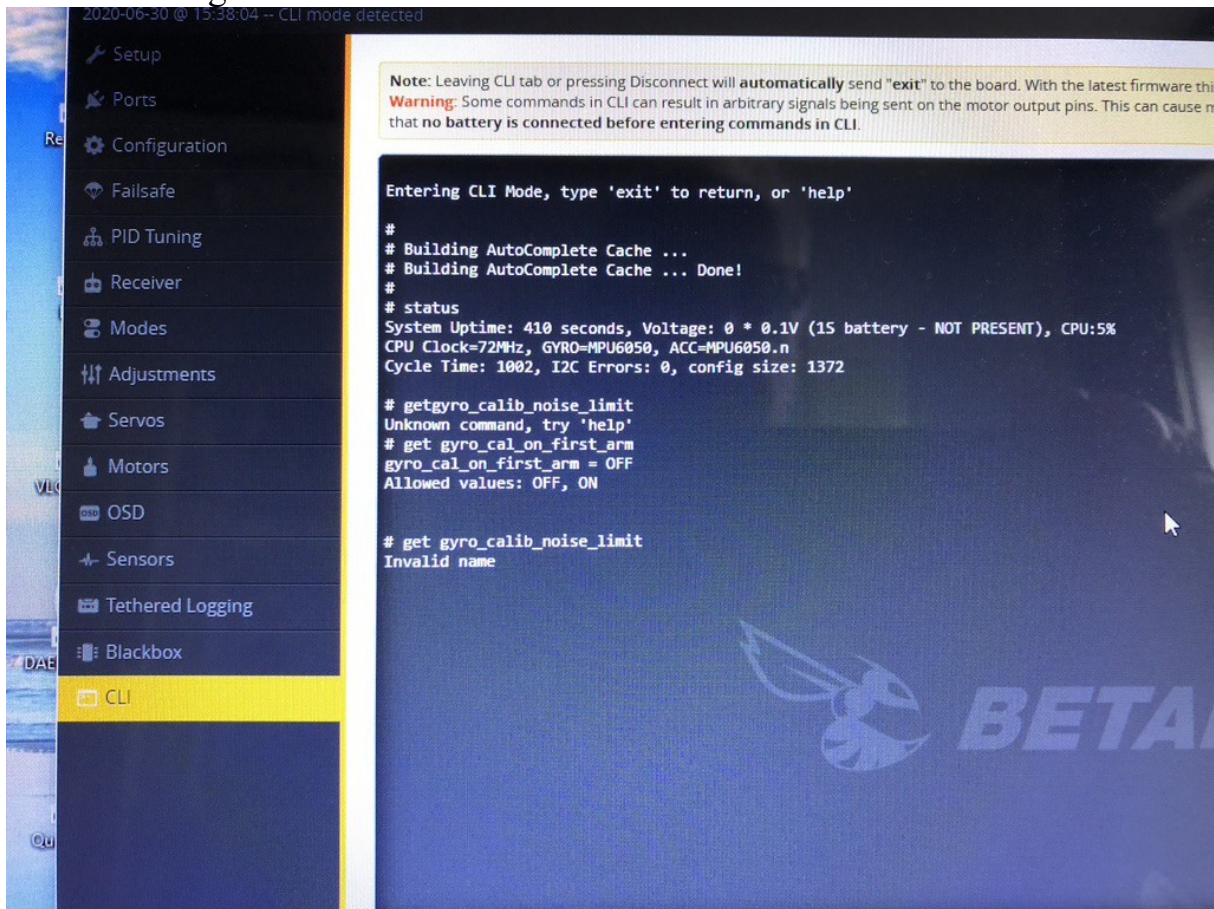 2020-06-30 @ 15:38:04 -- CLI mode detected
Setup
Ports
Configuration
Failsafe
PID Tuning
Receiver
Modes
Adjustments
Servos
Motors
OSD
OSD
Sensors
Tethered Logging
Blackbox
CLI
Note: Leaving CLI tab or pressing Disconnect will automatically send "exit" to the board. With the latest firmware thi
Warning: Some commands in CLI can result in arbitrary signals being sent on the motor output pins. This can cause m
that no battery is connected before entering commands in CLI.
Entering CLI Mode, type 'exit' to return, or 'help'
#
# Building AutoComplete Cache ...
# Building AutoComplete Cache ... Done!
#
# status
System Uptime: 410 seconds, Voltage: 0 * 0.1V (1S battery - NOT PRESENT), CPU:5%
CPU Clock=72MHz, GYRO=MPU6050, ACC=MPU6050.n
Cycle Time: 1002, I2C Errors: 0, config size: 1372
# getgyro_calib_noise_limit
Unknown command, try 'help'
# get gyro_cal_on_first_arm
gyro_cal_on_first_arm = OFF
Allowed values: OFF, ON
# get gyro_calib_noise_limit
Invalid name
BETA
Re
DAE
Qu